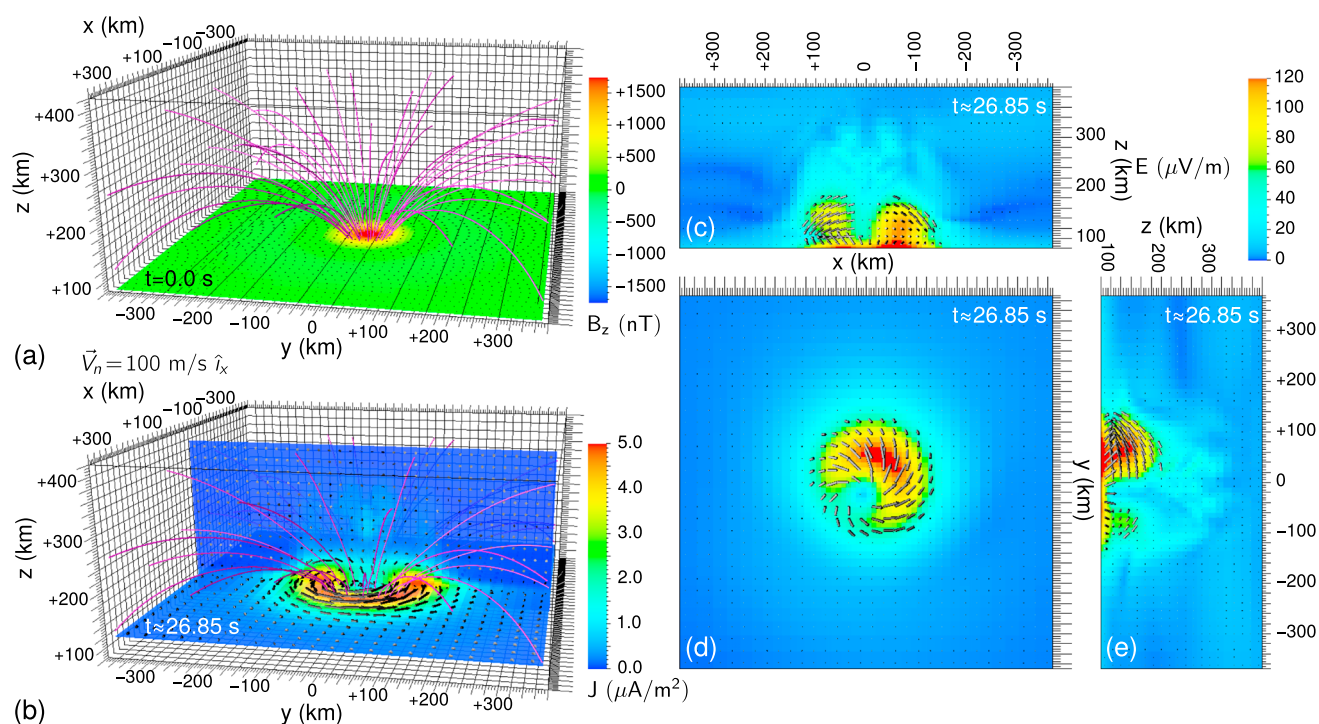 x (km)
−300
−100
+100
+300
+400
+300
+200
+100
z (km)
t=0.0 s
−300
−200
−100
0
+100
+200
+300
y (km)
(a)
+1500
+1000
+500
0
−500
−1000
−1500
B_z (nT)
V⃗_n=100 m/s î_x
x (km)
−300
−100
+100
+300
+400
+300
+200
+100
z (km)
t≈26.85 s
−300
−200
−100
0
+100
+200
+300
y (km)
(b)
5.0
4.0
3.0
2.0
1.0
0.0
J (μA/m²)
+300
+200
+100
0
−100
−200
−300
t≈26.85 s
(c)
x (km)
300
200
100
z (km)
E (μV/m)
120
100
80
60
40
20
0
t≈26.85 s
(d)
y (km)
z (km)
100
200
300
t≈26.85 s
(e)
+300
+200
+100
0
−100
−200
−300